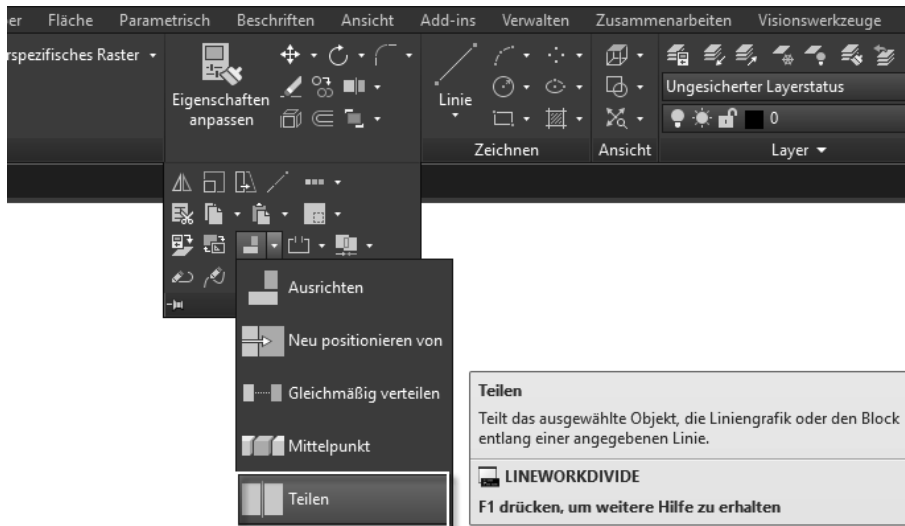 er Fläche Parametrisch Beschriften Ansicht Add-ins Verwalten Zusammenarbeiten Visionswerkzeuge
rspezifisches Raster
Eigenschaften
anpassen
Linie
Ungesicherter Layerstatus
0
Zeichnen Ansicht Layer
Ausrichten
Neu positionieren von
Gleichmäßig verteilen
Mittelpunkt
Teilen
Teilen
Teilt das ausgewählte Objekt, die Liniengrafik oder den Block
entlang einer angegebenen Linie.
LINEWORKDIVIDE
F1 drücken, um weitere Hilfe zu erhalten